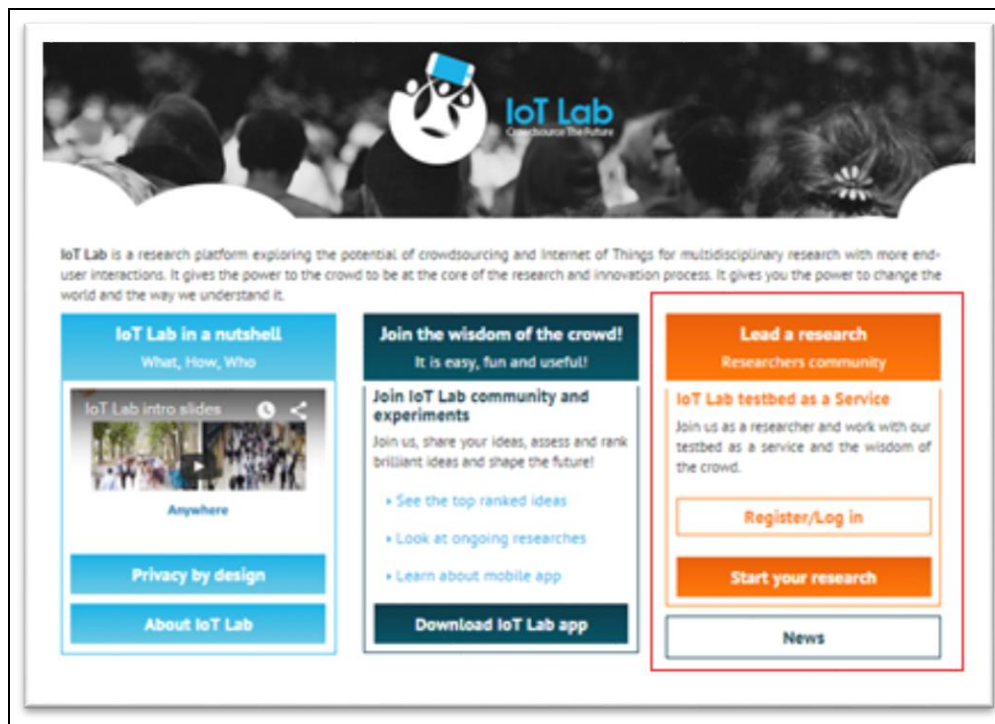 IoT Lab
Crowdsource The Future
IoT Lab is a research platform exploring the potential of crowdsourcing and Internet of Things for multidisciplinary research with more end-
user interactions. It gives the power to the crowd to be at the core of the research and innovation process. It gives you the power to change the
world and the way we understand it.
IoT Lab in a nutshell
What, How, Who
IoT Lab intro slides
Anywhere
Privacy by design
About IoT Lab
Join the wisdom of the crowd!
It is easy, fun and useful!
Join IoT Lab community and
experiments
Join us, share your ideas, assess and rank
brilliant ideas and shape the future!
See the top ranked ideas
Look at ongoing researches
Learn about mobile app
Download IoT Lab app
Lead a research
Researchers community
IoT Lab testbed as a Service
Join us as a researcher and work with our
testbed as a service and the wisdom of
the crowd.
Register/Log in
Start your research
News